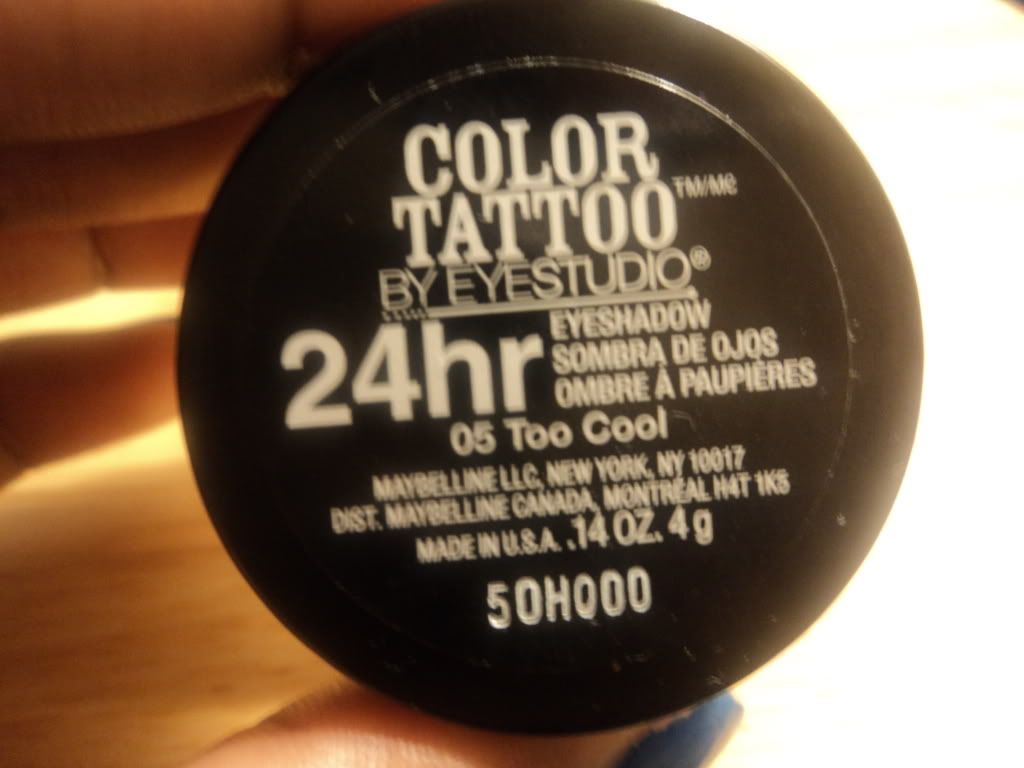 COLOR
TATTOO TM/MC
BY EYESTUDIO®
24hr
EYESHADOW
SOMBRA DE OJOS
OMBRE À PAUPIÈRES
05 Too Cool
MAYBELLINE LLC, NEW YORK, NY 10017
DIST. MAYBELLINE CANADA, MONTRÉAL H4T 1K5
MADE IN U.S.A. .14 OZ. 4 g
50H000